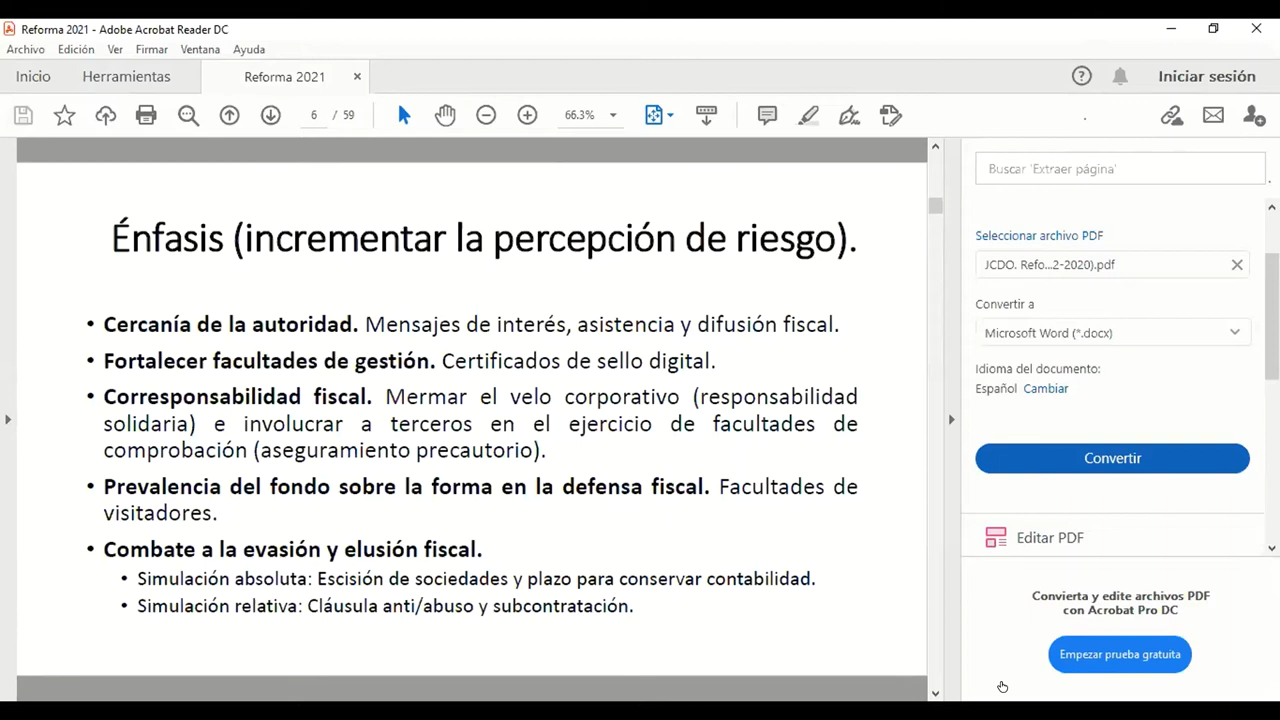 Reforma 2021 - Adobe Acrobat Reader DC
Archivo Edición Ver Firmar Ventana Ayuda
Inicio Herramientas Reforma 2021 × Iniciar sesión
6 / 59 66.3%
Énfasis (incrementar la percepción de riesgo).
• Cercanía de la autoridad. Mensajes de interés, asistencia y difusión fiscal.
• Fortalecer facultades de gestión. Certificados de sello digital.
• Corresponsabilidad fiscal. Mermar el velo corporativo (responsabilidad
solidaria) e involucrar a terceros en el ejercicio de facultades de
comprobación (aseguramiento precautorio).
• Prevalencia del fondo sobre la forma en la defensa fiscal. Facultades de
visitadores.
• Combate a la evasión y elusión fiscal.
• Simulación absoluta: Escisión de sociedades y plazo para conservar contabilidad.
• Simulación relativa: Cláusula anti/abuso y subcontratación.
Buscar 'Extraer página'
Seleccionar archivo PDF
JCDO. Refo...2-2020).pdf
Convertir a
Microsoft Word (*.docx)
Idioma del documento:
Español Cambiar
Convertir
Editar PDF
Convierta y edite archivos PDF
con Acrobat Pro DC
Empezar prueba gratuita